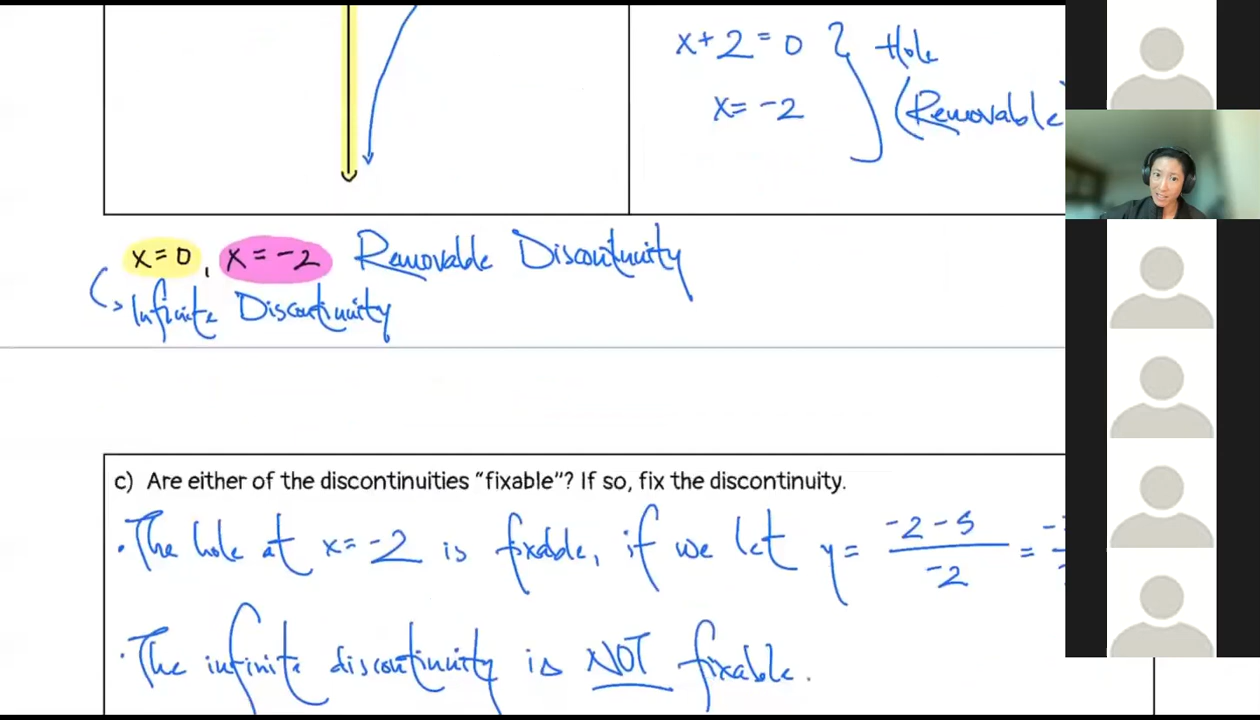 x+2=0 } Hole
x=-2 (Removable
x=0, x=-2 Removable Discontinuity
↳ Infinite Discontinuity
c) Are either of the discontinuities “fixable”? If so, fix the discontinuity.
• The hole at x=-2 is fixable, if we let y = \frac{-2-5}{-2} = -
• The infinite discontinuity is NOT fixable.